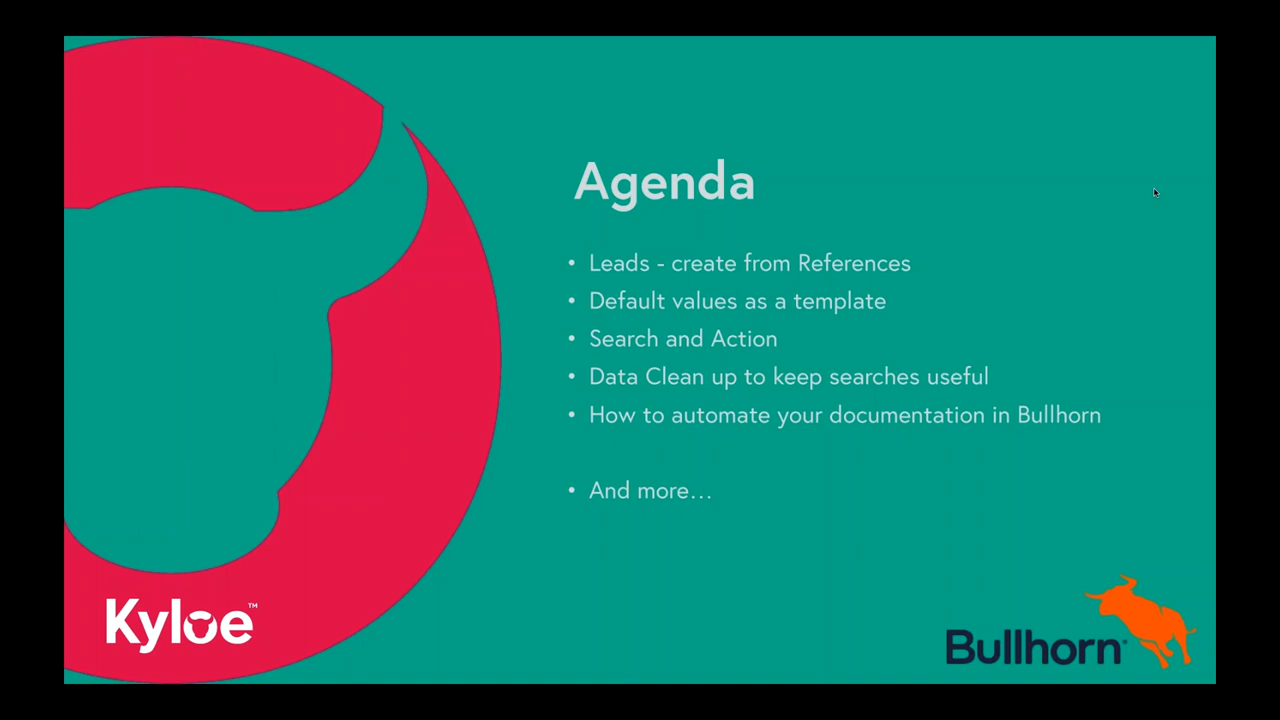 Agenda
• Leads - create from References
• Default values as a template
• Search and Action
• Data Clean up to keep searches useful
• How to automate your documentation in Bullhorn
• And more...
Kyloe™
Bullhorn